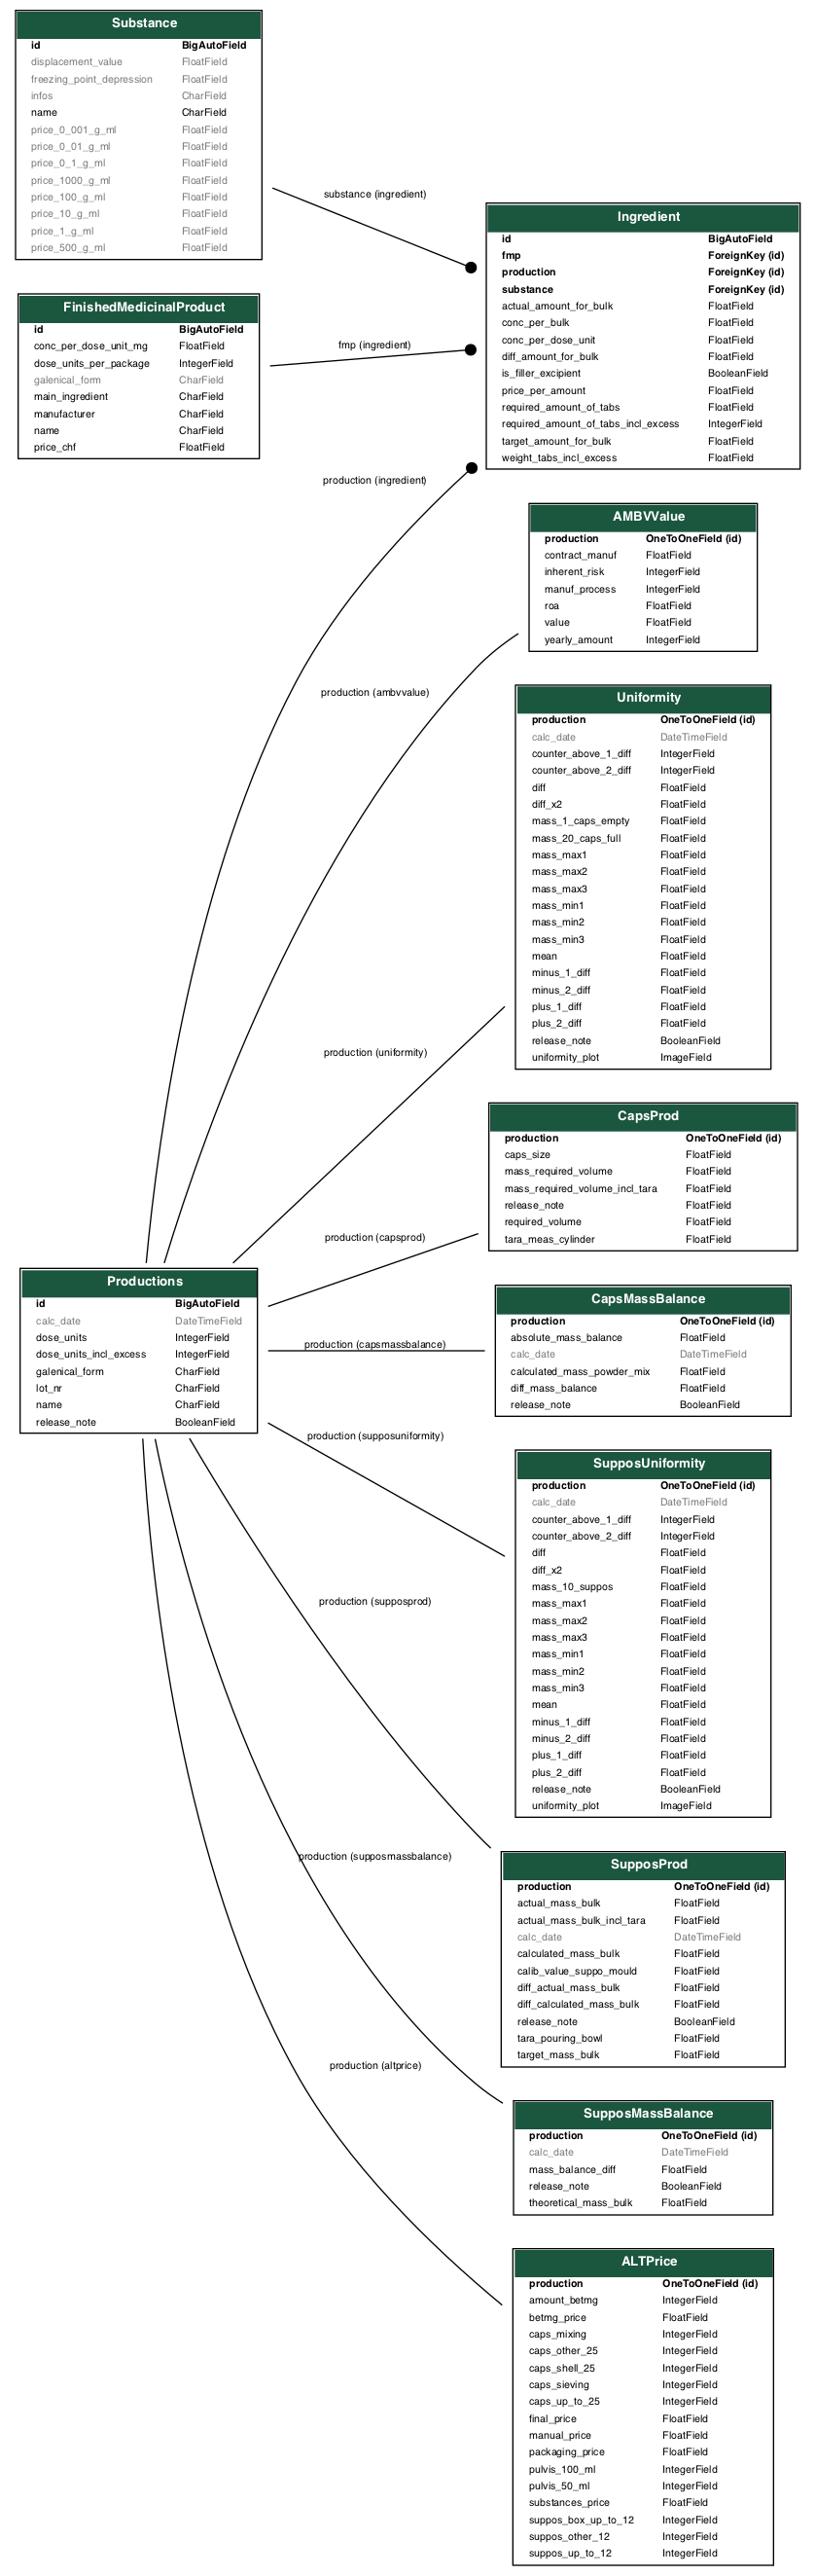 Substance
id BigAutoField
displacement_value FloatField
freezing_point_depression FloatField
infos CharField
name CharField
price_0_001_g_ml FloatField
price_0_01_g_ml FloatField
price_0_1_g_ml FloatField
price_1000_g_ml FloatField
price_100_g_ml FloatField
price_10_g_ml FloatField
price_1_g_ml FloatField
price_500_g_ml FloatField
substance (ingredient)
FinishedMedicinalProduct
id BigAutoField
conc_per_dose_unit_mg FloatField
dose_units_per_package IntegerField
galenical_form CharField
main_ingredient CharField
manufacturer CharField
name CharField
price_chf FloatField
fmp (ingredient)
Ingredient
id BigAutoField
fmp ForeignKey (id)
production ForeignKey (id)
substance ForeignKey (id)
actual_amount_for_bulk FloatField
conc_per_bulk FloatField
conc_per_dose_unit FloatField
diff_amount_for_bulk FloatField
is_filler_excipient BooleanField
price_per_amount FloatField
required_amount_of_tabs FloatField
required_amount_of_tabs_incl_excess IntegerField
target_amount_for_bulk FloatField
weight_tabs_incl_excess FloatField
production (ingredient)
AMBVValue
production OneToOneField (id)
contract_manuf FloatField
inherent_risk IntegerField
manuf_process IntegerField
roa FloatField
value FloatField
yearly_amount IntegerField
production (ambvvalue)
Uniformity
production OneToOneField (id)
calc_date DateTimeField
counter_above_1_diff IntegerField
counter_above_2_diff IntegerField
diff FloatField
diff_x2 FloatField
mass_1_caps_empty FloatField
mass_20_caps_full FloatField
mass_max1 FloatField
mass_max2 FloatField
mass_max3 FloatField
mass_min1 FloatField
mass_min2 FloatField
mass_min3 FloatField
mean FloatField
minus_1_diff FloatField
minus_2_diff FloatField
plus_1_diff FloatField
plus_2_diff FloatField
release_note BooleanField
uniformity_plot ImageField
production (uniformity)
CapsProd
production OneToOneField (id)
caps_size FloatField
mass_required_volume FloatField
mass_required_volume_incl_tara FloatField
release_note FloatField
required_volume FloatField
tara_meas_cylinder FloatField
production (capsprod)
Productions
id BigAutoField
calc_date DateTimeField
dose_units IntegerField
dose_units_incl_excess IntegerField
galenical_form CharField
lot_nr CharField
name CharField
release_note BooleanField
CapsMassBalance
production OneToOneField (id)
absolute_mass_balance FloatField
calc_date DateTimeField
calculated_mass_powder_mix FloatField
diff_mass_balance FloatField
release_note BooleanField
production (capsmassbalance)
production (supposuniformity)
SupposUniformity
production OneToOneField (id)
calc_date DateTimeField
counter_above_1_diff IntegerField
counter_above_2_diff IntegerField
diff FloatField
diff_x2 FloatField
mass_10_suppos FloatField
mass_max1 FloatField
mass_max2 FloatField
mass_max3 FloatField
mass_min1 FloatField
mass_min2 FloatField
mass_min3 FloatField
mean FloatField
minus_1_diff FloatField
minus_2_diff FloatField
plus_1_diff FloatField
plus_2_diff FloatField
release_note BooleanField
uniformity_plot ImageField
production (supposprod)
SupposProd
production OneToOneField (id)
actual_mass_bulk FloatField
actual_mass_bulk_incl_tara FloatField
calc_date DateTimeField
calculated_mass_bulk FloatField
calib_value_suppo_mould FloatField
diff_actual_mass_bulk FloatField
diff_calculated_mass_bulk FloatField
release_note BooleanField
tara_pouring_bowl FloatField
target_mass_bulk FloatField
production (supposmassbalance)
SupposMassBalance
production OneToOneField (id)
calc_date DateTimeField
mass_balance_diff FloatField
release_note BooleanField
theoretical_mass_bulk FloatField
production (altprice)
ALTPrice
production OneToOneField (id)
amount_betmg IntegerField
betmg_price FloatField
caps_mixing IntegerField
caps_other_25 IntegerField
caps_shell_25 IntegerField
caps_sieving IntegerField
caps_up_to_25 IntegerField
final_price FloatField
manual_price FloatField
packaging_price FloatField
pulvis_100_ml IntegerField
pulvis_50_ml IntegerField
substances_price FloatField
suppos_box_up_to_12 IntegerField
suppos_other_12 IntegerField
suppos_up_to_12 IntegerField